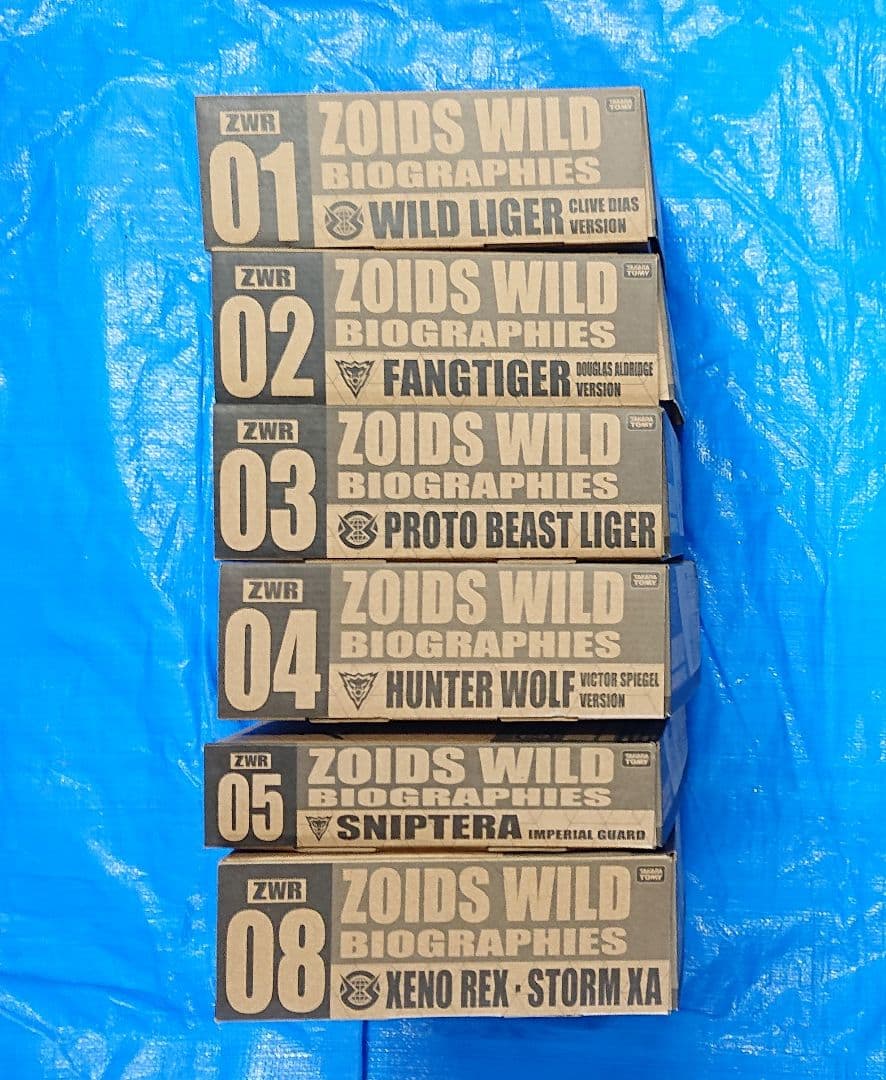 ZWR
01
ZOIDS WILD
TAKARA TOMY
BIOGRAPHIES
WILD LIGER CLIVE DIAS VERSION
ZWR
02
ZOIDS WILD
TAKARA TOMY
BIOGRAPHIES
FANGTIGER DOUGLAS ALDRIDGE VERSION
ZWR
03
ZOIDS WILD
TAKARA TOMY
BIOGRAPHIES
PROTO BEAST LIGER
ZWR
04
ZOIDS WILD
TAKARA TOMY
BIOGRAPHIES
HUNTER WOLF VICTOR SPIEGEL VERSION
ZWR
05
ZOIDS WILD
TAKARA TOMY
BIOGRAPHIES
SNIPTERA IMPERIAL GUARD
ZWR
08
ZOIDS WILD
TAKARA TOMY
BIOGRAPHIES
XENO REX・STORM XA